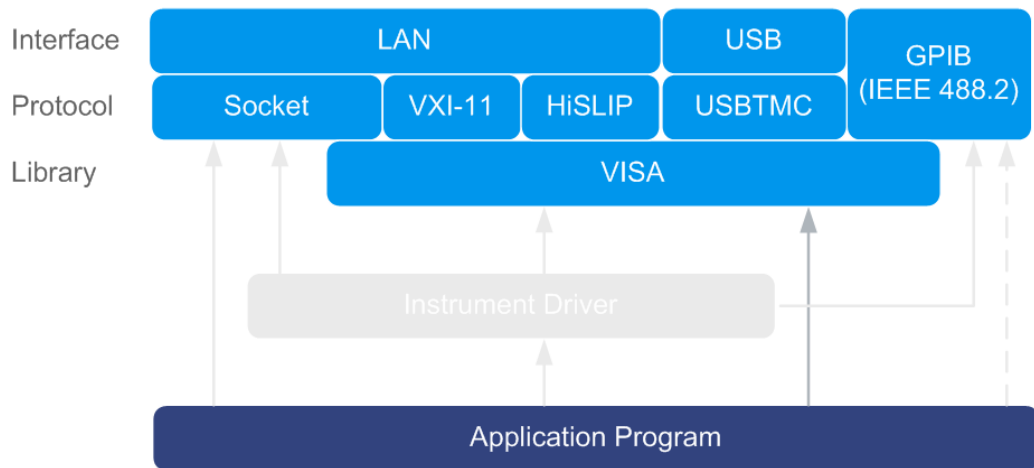 Interface
LAN
USB
GPIB
(IEEE 488.2)
Protocol
Socket
VXI-11
HiSLIP
USBTMC
Library
VISA
Instrument Driver
Application Program